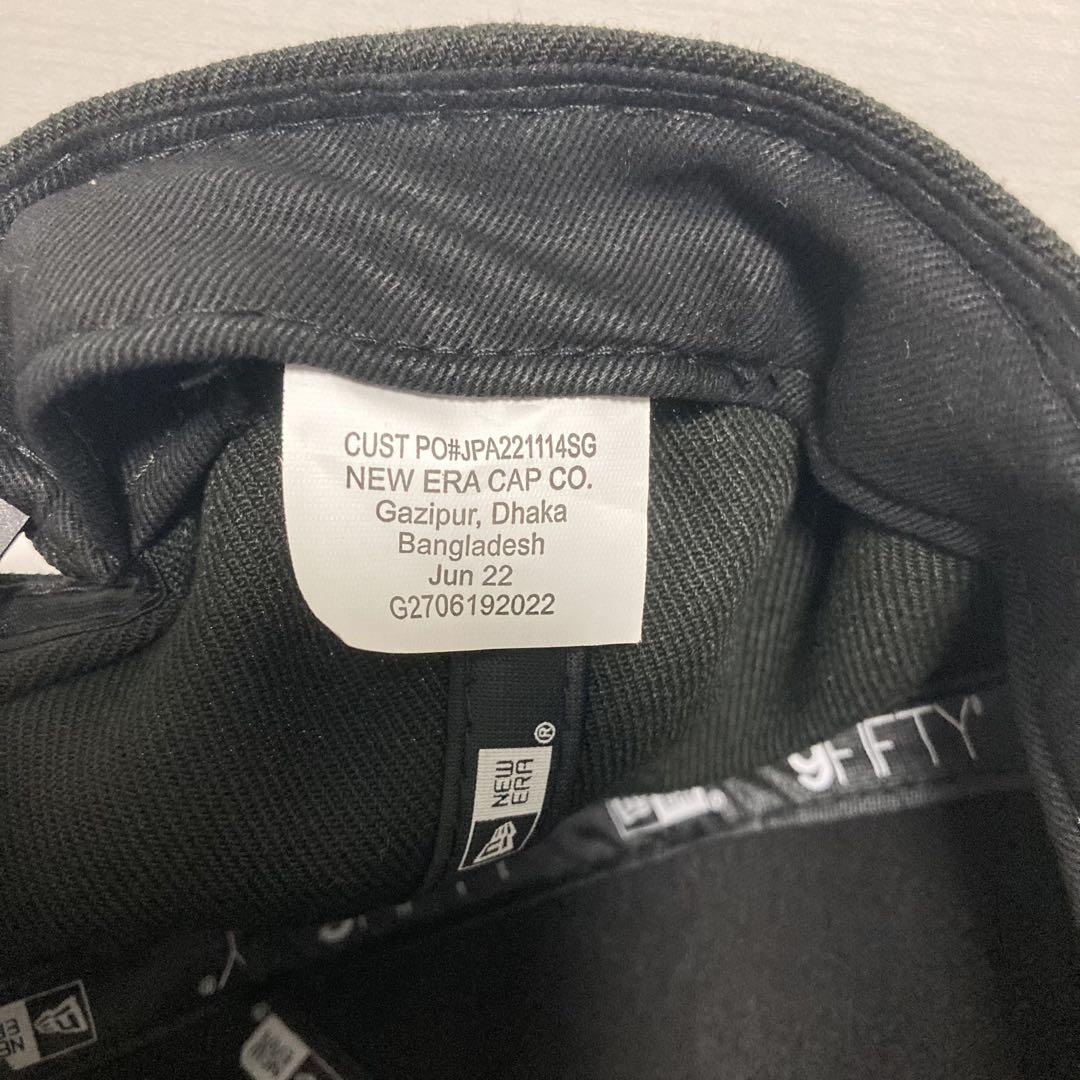 CUST PO#JPA221114SG
NEW ERA CAP CO.
Gazipur, Dhaka
Bangladesh
Jun 22
G2706192022
NEW ERA®
9FIFTY